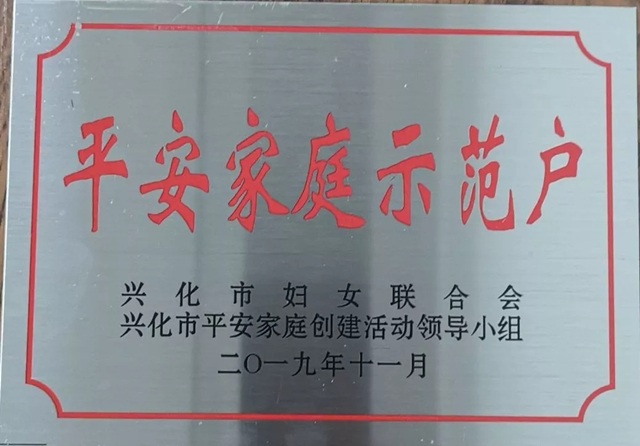 平安家庭示范户
兴化市妇女联合会
兴化市平安家庭创建活动领导小组
二〇一九年十一月